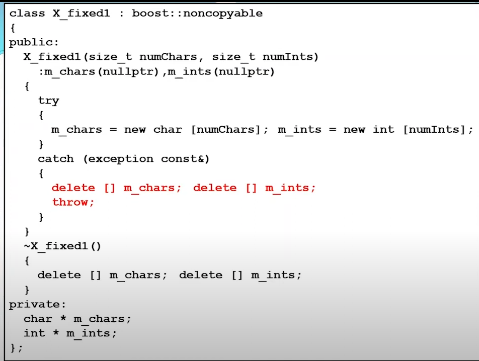 class X_fixed1 : boost::noncopyable
{
public:
  X_fixed1(size_t numChars, size_t numInts)
    :m_chars(nullptr),m_ints(nullptr)
  {
    try
    {
      m_chars = new char [numChars]; m_ints = new int [numInts];
    }
    catch (exception const&)
    {
      delete [] m_chars; delete [] m_ints;
      throw;
    }
  }
  ~X_fixed1()
  {
    delete [] m_chars; delete [] m_ints;
  }
private:
  char * m_chars;
  int * m_ints;
};